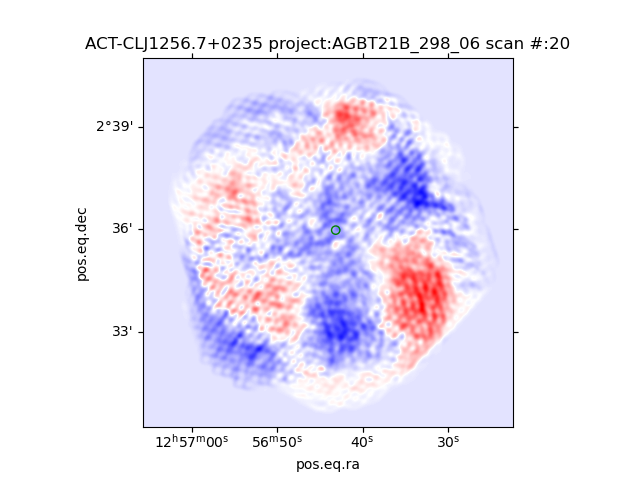 ACT-CLJ1256.7+0235 project:AGBT21B_298_06 scan #:20
2°39'
36'
33'
pos.eq.dec
12ʰ57ᵐ00ˢ 56ᵐ50ˢ 40ˢ 30ˢ
pos.eq.ra